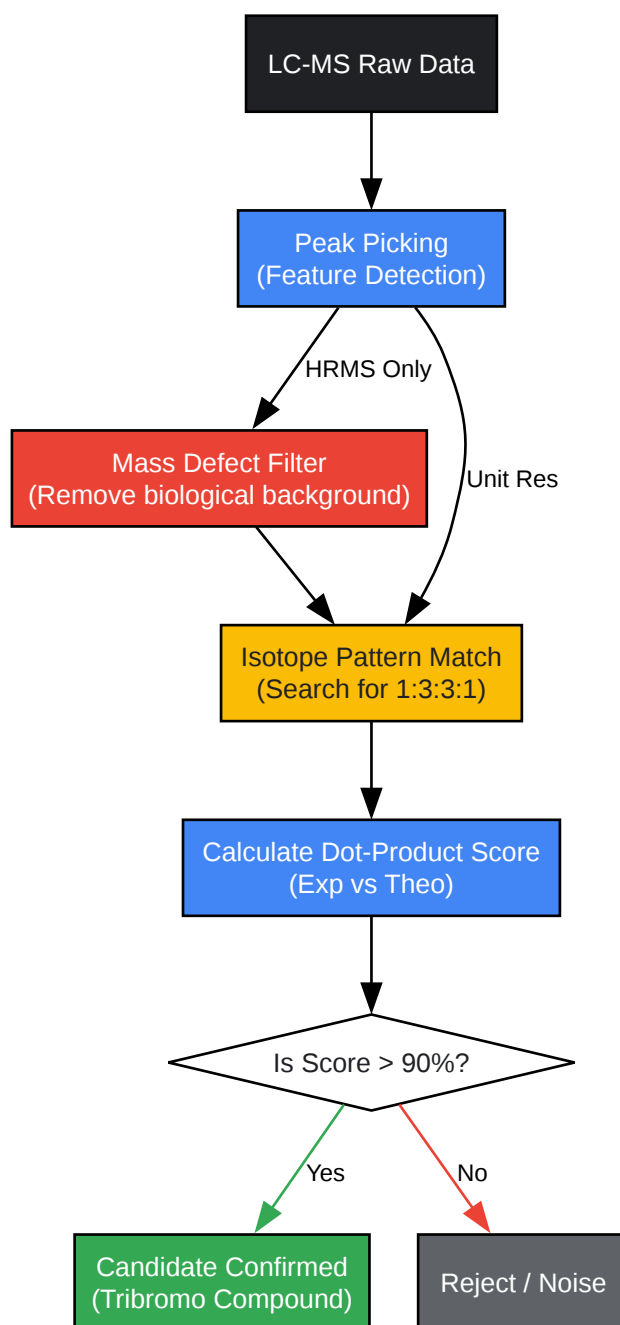 LC-MS Raw Data
Peak Picking
(Feature Detection)
HRMS Only
Mass Defect Filter
(Remove biological background)
Unit Res
Isotope Pattern Match
(Search for 1:3:3:1)
Calculate Dot-Product Score
(Exp vs Theo)
Is Score > 90%?
Yes
No
Candidate Confirmed
(Tribromo Compound)
Reject / Noise